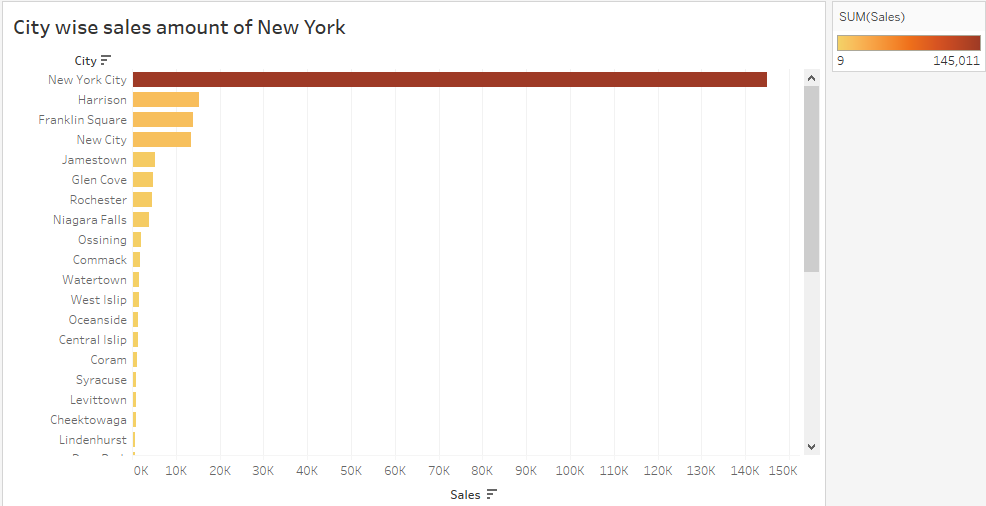 City wise sales amount of New York
City
New York City
Harrison
Franklin Square
New City
Jamestown
Glen Cove
Rochester
Niagara Falls
Ossining
Commack
Watertown
West Islip
Oceanside
Central Islip
Coram
Syracuse
Levittown
Cheektowaga
Lindenhurst
0K 10K 20K 30K 40K 50K 60K 70K 80K 90K 100K 110K 120K 130K 140K 150K
Sales
SUM(Sales)
9 145,011